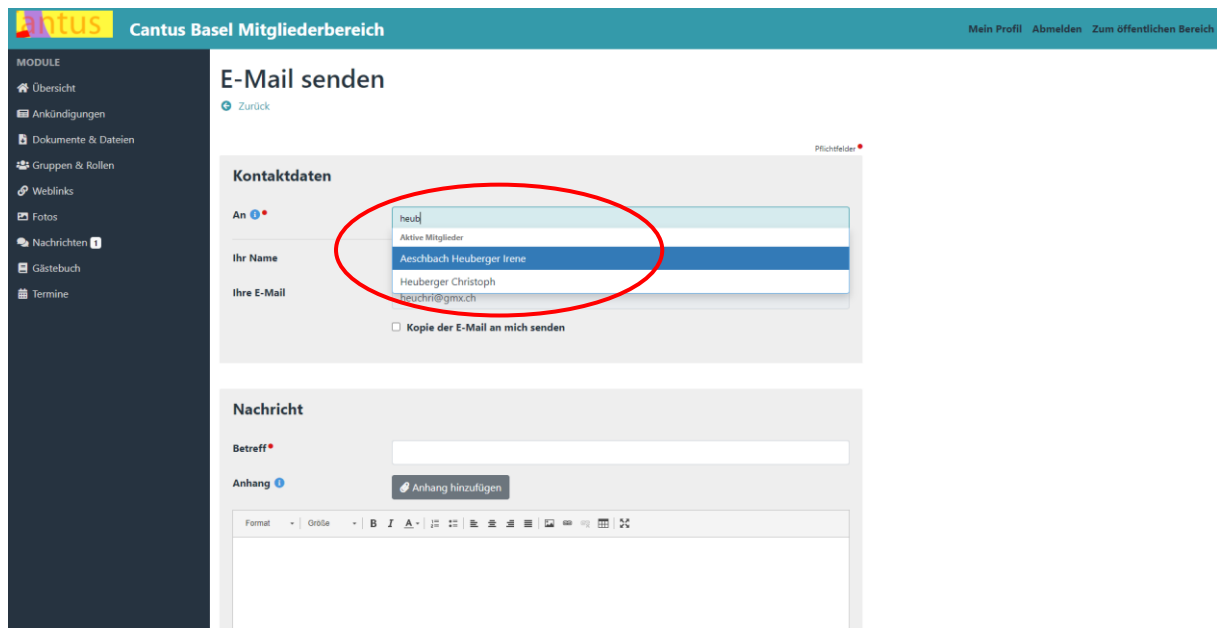 antus
Cantus Basel Mitgliederbereich
Mein Profil Abmelden Zum öffentlichen Bereich
MODULE
Übersicht
Ankündigungen
Dokumente & Dateien
Gruppen & Rollen
Weblinks
Fotos
Nachrichten 1
Gästebuch
Termine
E-Mail senden
Zurück
Pflichtfelder
Kontaktdaten
An
heub
Aktive Mitglieder
Ihr Name
Aeschbach Heuberger Irene
Heuberger Christoph
Ihre E-Mail
heuchri@gmx.ch
Kopie der E-Mail an mich senden
Nachricht
Betreff
Anhang
Anhang hinzufügen
Format Größe B I A